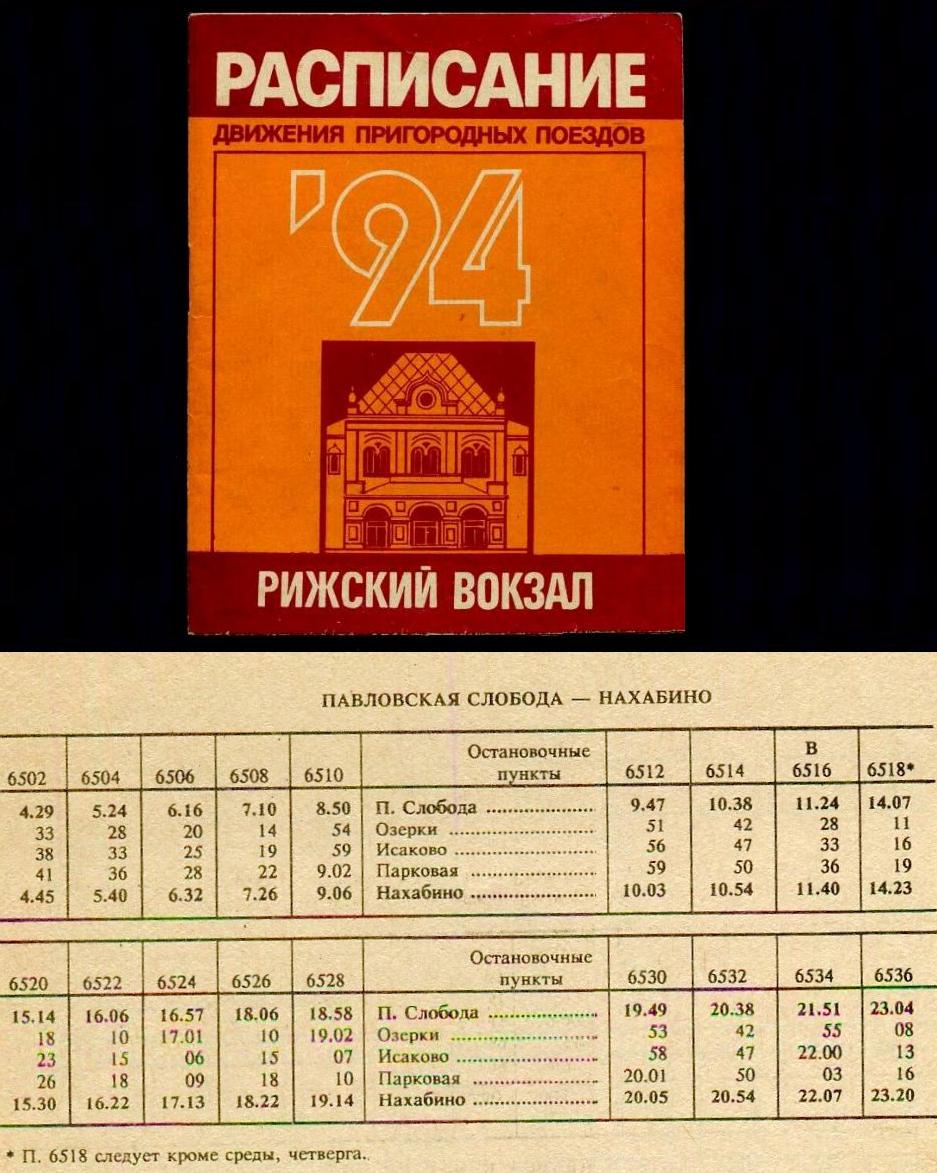 РАСПИСАНИЕ
ДВИЖЕНИЯ ПРИГОРОДНЫХ ПОЕЗДОВ
'94
РИЖСКИЙ ВОКЗАЛ
ПАВЛОВСКАЯ СЛОБОДА — НАХАБИНО
6502 6504 6506 6508 6510 Остановочные пункты 6512 6514 В 6516 6518*
4.29 5.24 6.16 7.10 8.50 П. Слобода 9.47 10.38 11.24 14.07
33 28 20 14 54 Озерки 51 42 28 11
38 33 25 19 59 Исаково 56 47 33 16
41 36 28 22 9.02 Парковая 59 50 36 19
4.45 5.40 6.32 7.26 9.06 Нахабино 10.03 10.54 11.40 14.23
6520 6522 6524 6526 6528 Остановочные пункты 6530 6532 6534 6536
15.14 16.06 16.57 18.06 18.58 П. Слобода 19.49 20.38 21.51 23.04
18 10 17.01 10 19.02 Озерки 53 42 55 08
23 15 06 15 07 Исаково 58 47 22.00 13
26 18 09 18 10 Парковая 20.01 50 03 16
15.30 16.22 17.13 18.22 19.14 Нахабино 20.05 20.54 22.07 23.20
* П. 6518 следует кроме среды, четверга.